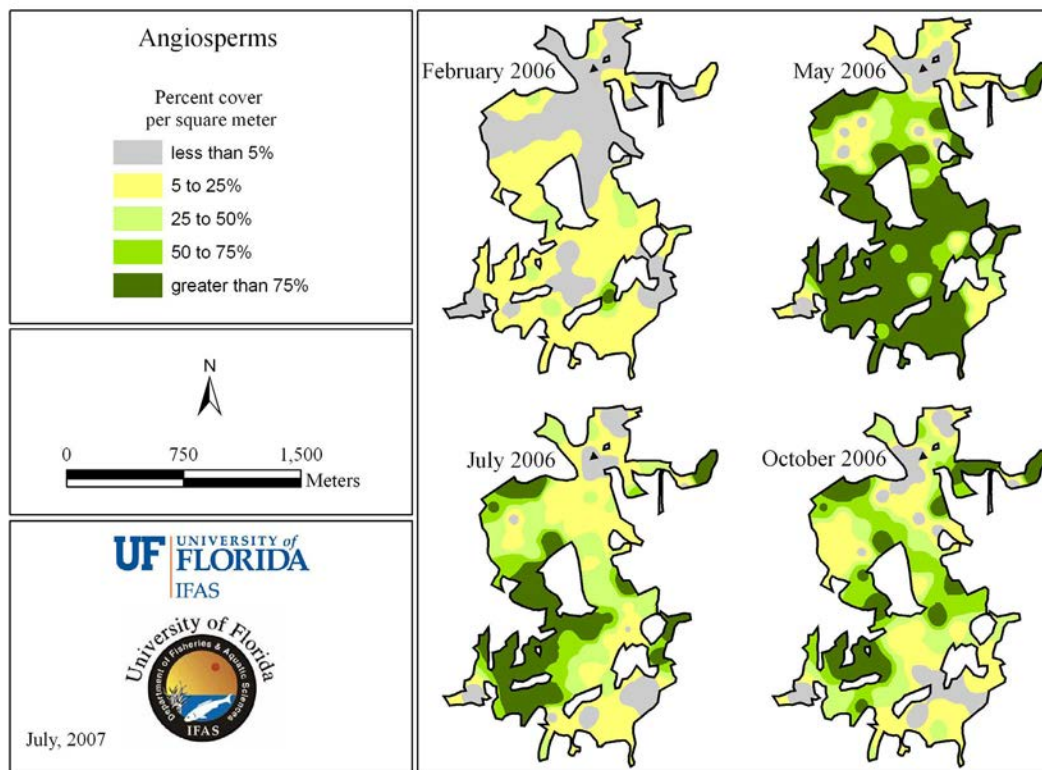 Angiosperms
Percent cover
per square meter
less than 5%
5 to 25%
25 to 50%
50 to 75%
greater than 75%
N
0 750 1,500
Meters
UF UNIVERSITY of
FLORIDA
IFAS
University of Florida
Department of Fisheries & Aquatic Sciences
IFAS
July, 2007
February 2006
May 2006
July 2006
October 2006